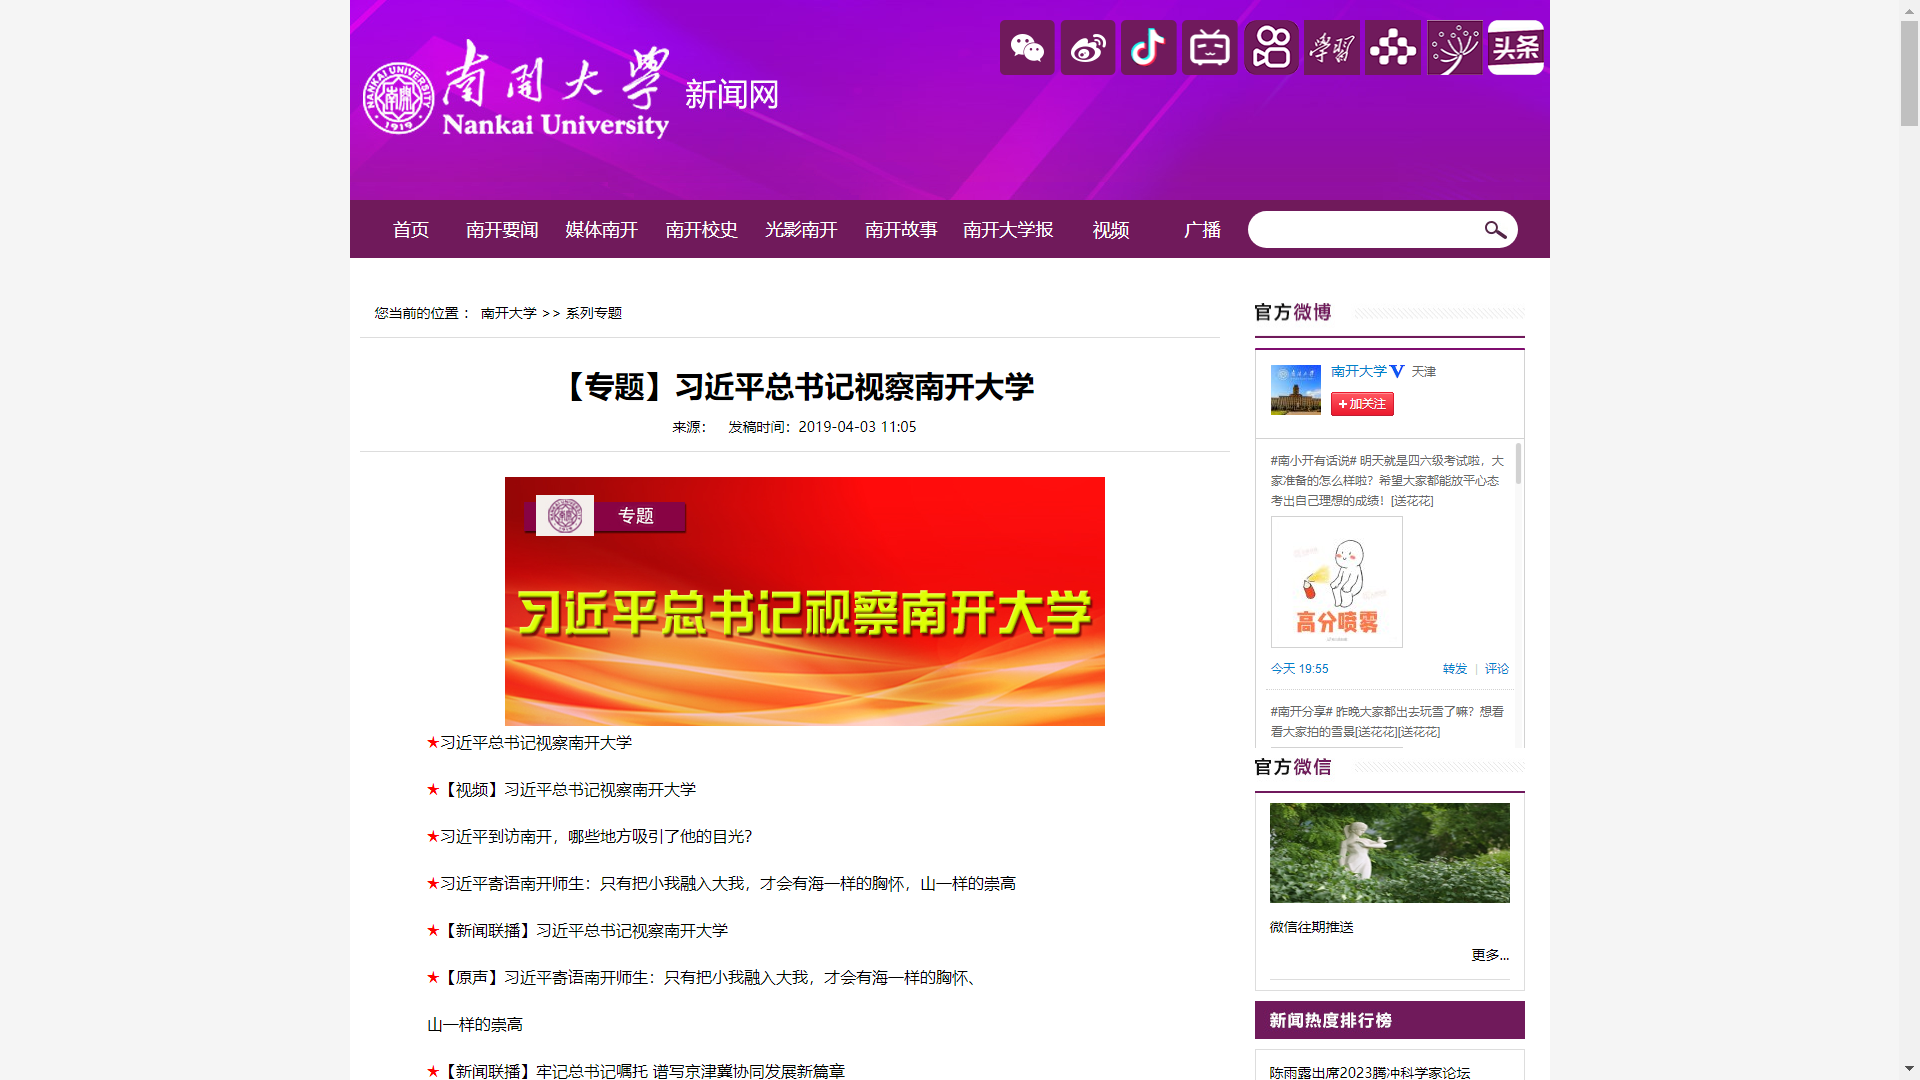 南开大学
Nankai University
NANKAI UNIVERSITY
南開
1919
新闻网
学習
头条
首页
南开要闻
媒体南开
南开校史
光影南开
南开故事
南开大学报
视频
广播
您当前的位置 ： 南开大学 >> 系列专题
【专题】习近平总书记视察南开大学
来源： 发稿时间：2019-04-03 11:05
专题
习近平总书记视察南开大学
★习近平总书记视察南开大学
★【视频】习近平总书记视察南开大学
★习近平到访南开，哪些地方吸引了他的目光?
★习近平寄语南开师生：只有把小我融入大我，才会有海一样的胸怀，山一样的崇高
★【新闻联播】习近平总书记视察南开大学
★【原声】习近平寄语南开师生：只有把小我融入大我，才会有海一样的胸怀、
山一样的崇高
★【新闻联播】牢记总书记嘱托 谱写京津冀协同发展新篇章
官方微博
南开大学 V 天津
+加关注
#南小开有话说# 明天就是四六级考试啦，大
家准备的怎么样啦？希望大家都能放平心态
考出自己理想的成绩！[送花花]
高分喷雾
今天 19:55
转发 | 评论
#南开分享# 昨晚大家都出去玩雪了嘛？想看
看大家拍的雪景[送花花][送花花]
官方微信
微信往期推送
更多...
新闻热度排行榜
陈雨露出席2023腾冲科学家论坛